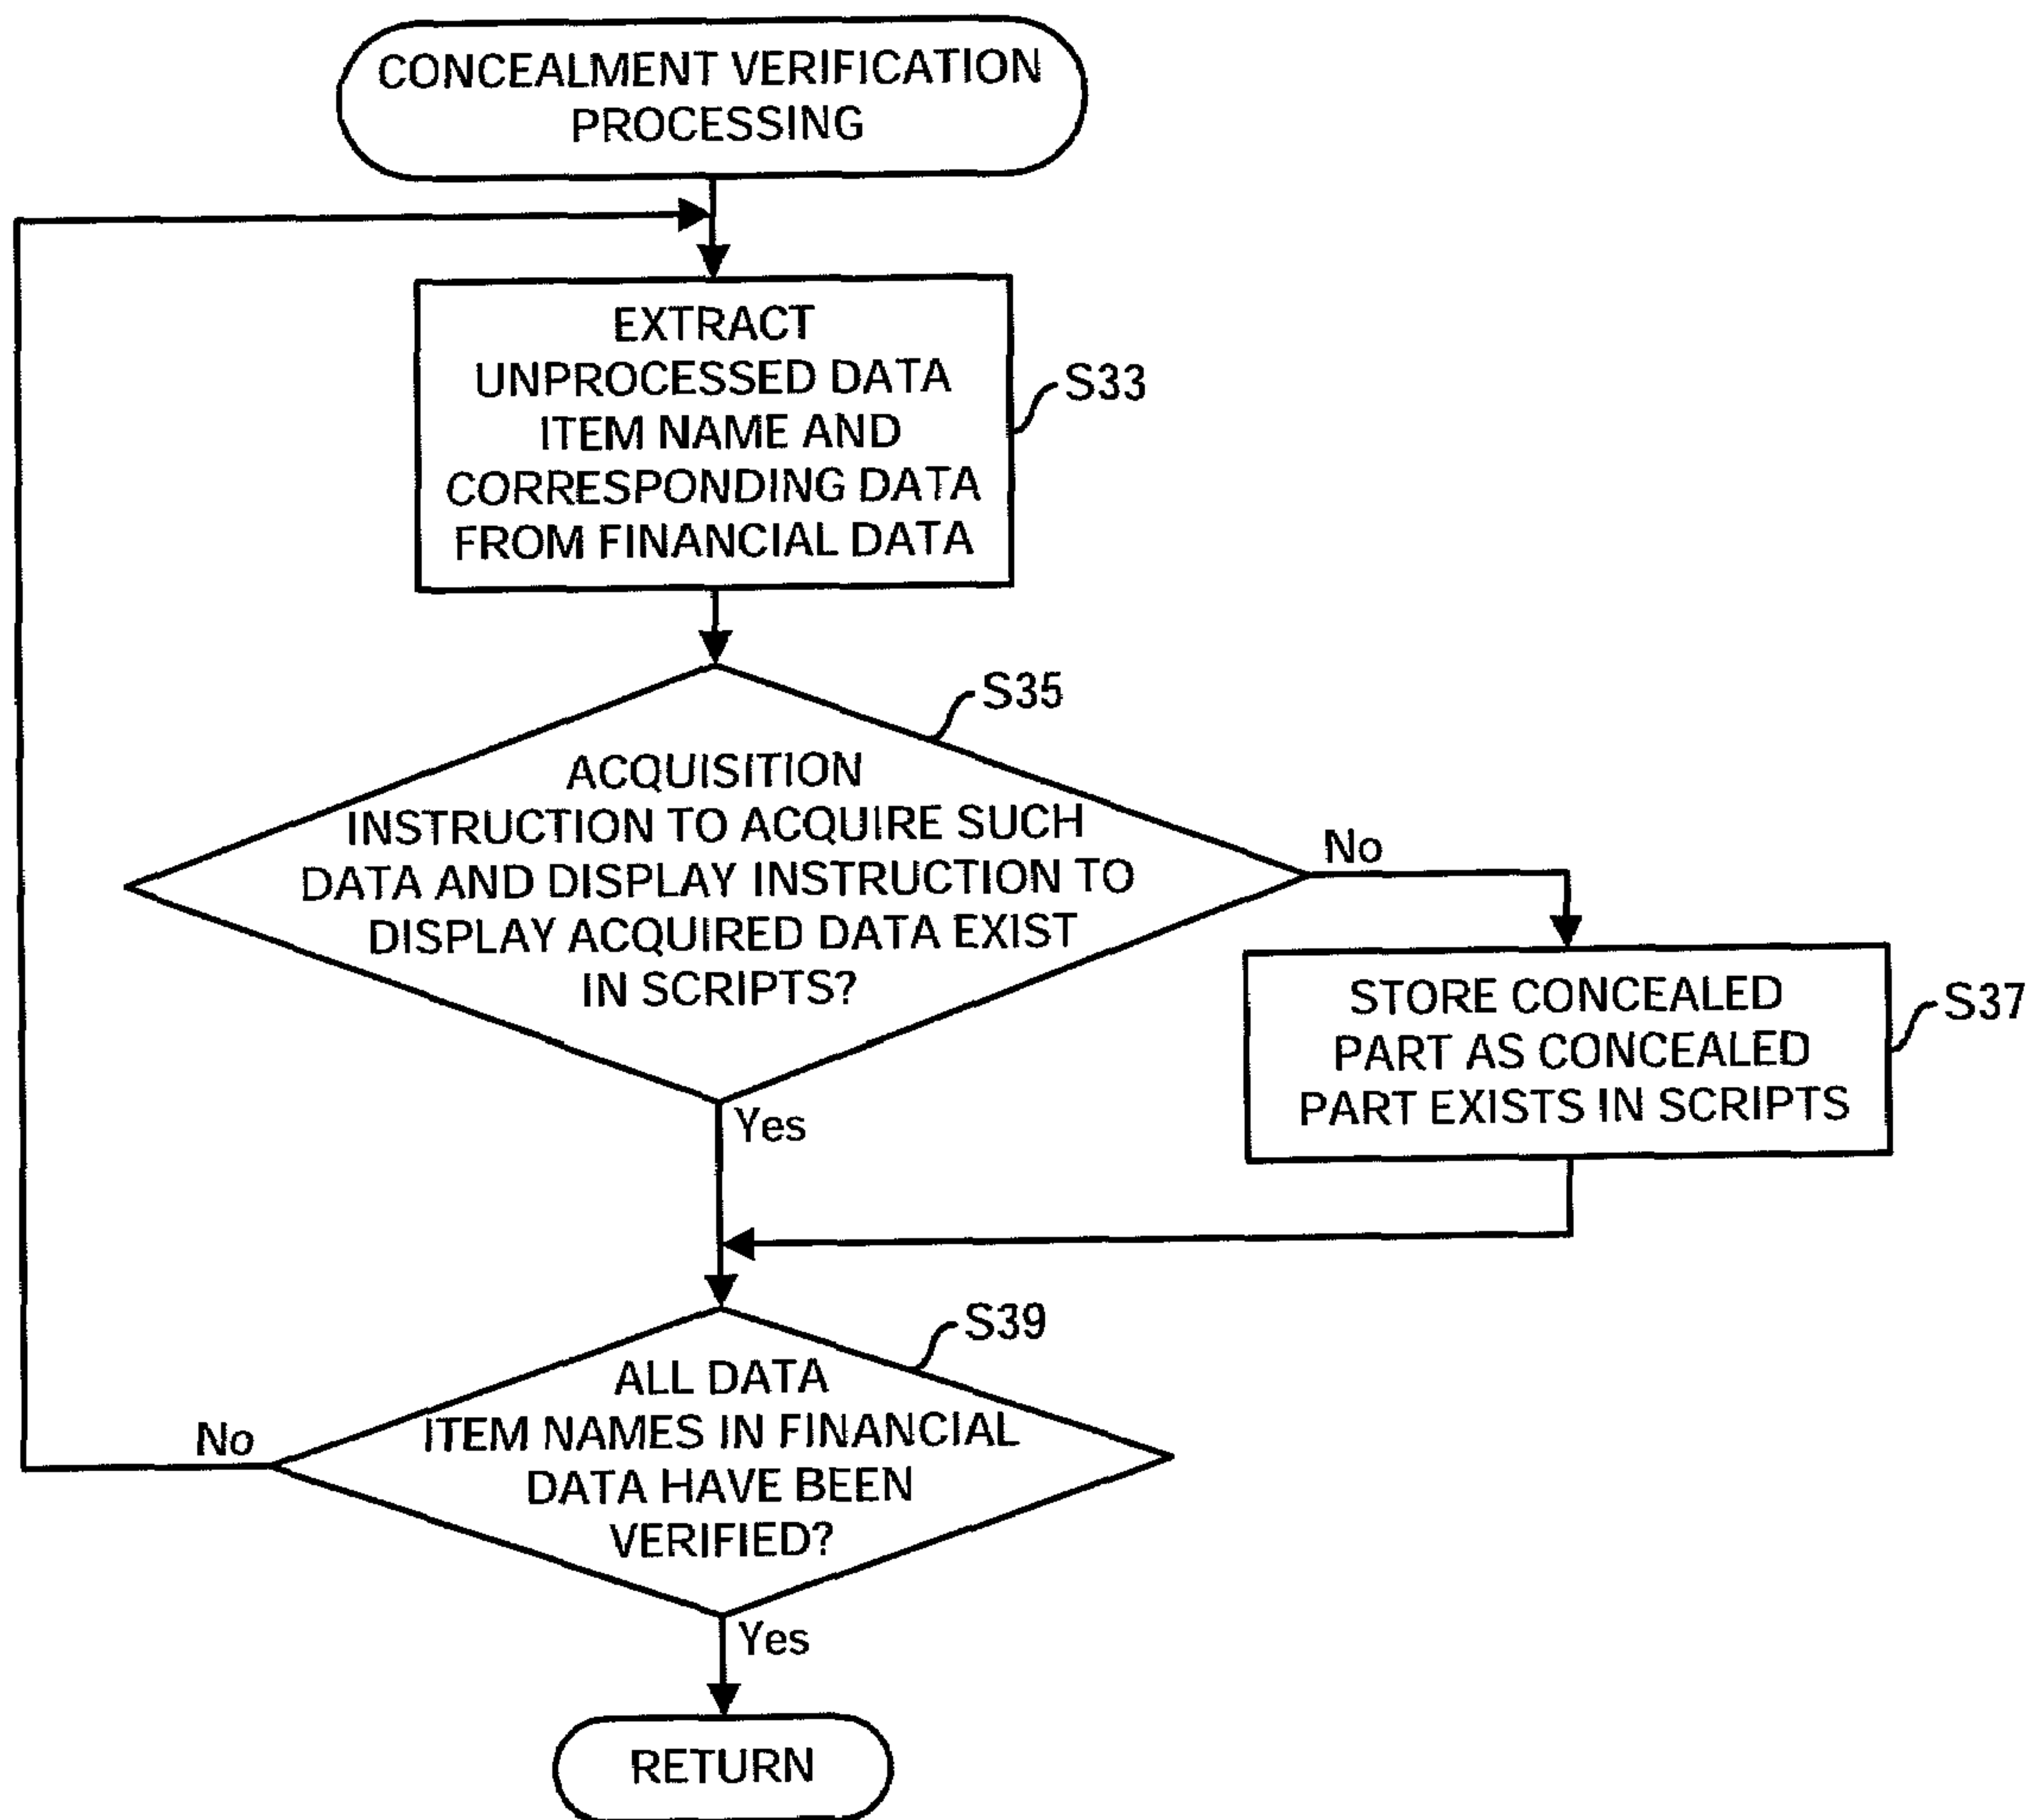 CONCEALMENT VERIFICATION
PROCESSING
EXTRACT
UNPROCESSED DATA
ITEM NAME AND
CORRESPONDING DATA
FROM FINANCIAL DATA
S33
S35
ACQUISITION
INSTRUCTION TO ACQUIRE SUCH
DATA AND DISPLAY INSTRUCTION TO
DISPLAY ACQUIRED DATA EXIST
IN SCRIPTS?
No
STORE CONCEALED
PART AS CONCEALED
PART EXISTS IN SCRIPTS
S37
Yes
S39
ALL DATA
ITEM NAMES IN FINANCIAL
DATA HAVE BEEN
VERIFIED?
No
Yes
RETURN